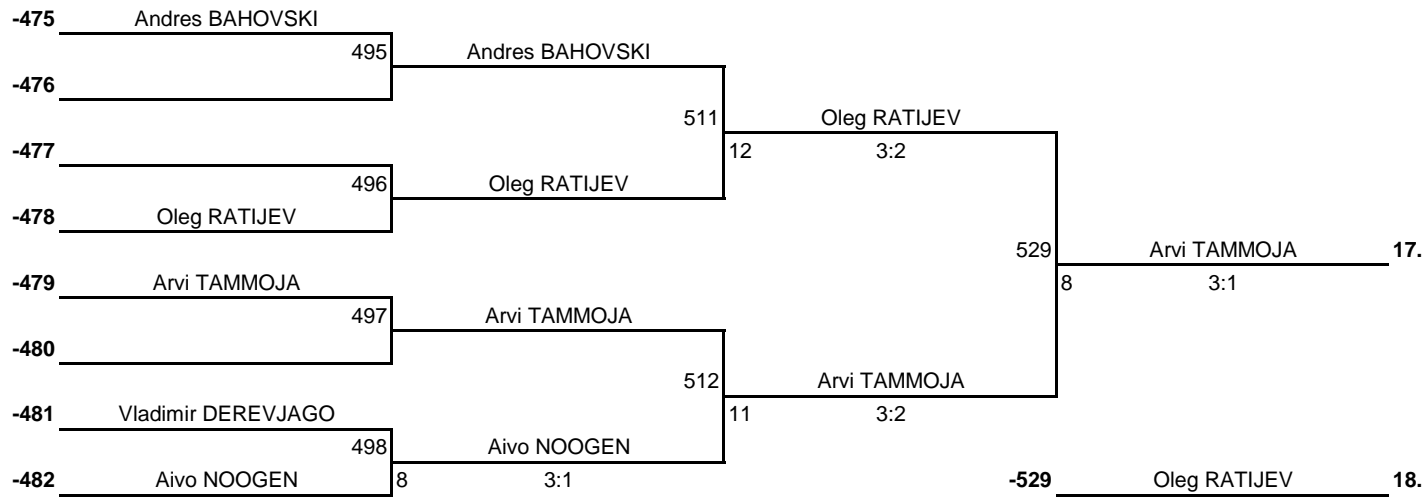 -475 Andres BAHOVSKI
495 Andres BAHOVSKI
-476
511 Oleg RATIJEV
-477 12 3:2
496 Oleg RATIJEV
-478 Oleg RATIJEV
529 Arvi TAMMOJA 17.
-479 Arvi TAMMOJA 8 3:1
497 Arvi TAMMOJA
-480
512 Arvi TAMMOJA
-481 Vladimir DEREVJAGO 11 3:2
498 Aivo NOOGEN
-482 Aivo NOOGEN 8 3:1 -529 Oleg RATIJEV 18.